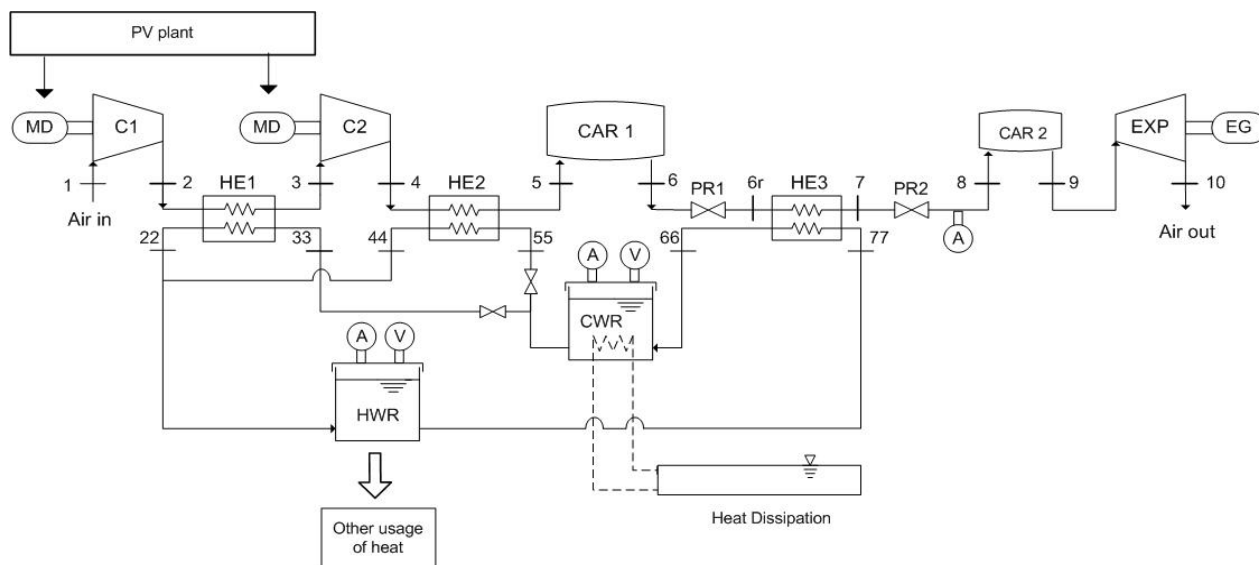 PV plant
MD
C1
MD
C2
CAR 1
CAR 2
EXP
EG
1
2
HE1
3
4
HE2
5
6
PR1
6r
HE3
7
PR2
8
9
10
Air in
A
Air out
22
33
44
55
66
77
A
V
CWR
A
V
HWR
Heat Dissipation
Other usage
of heat